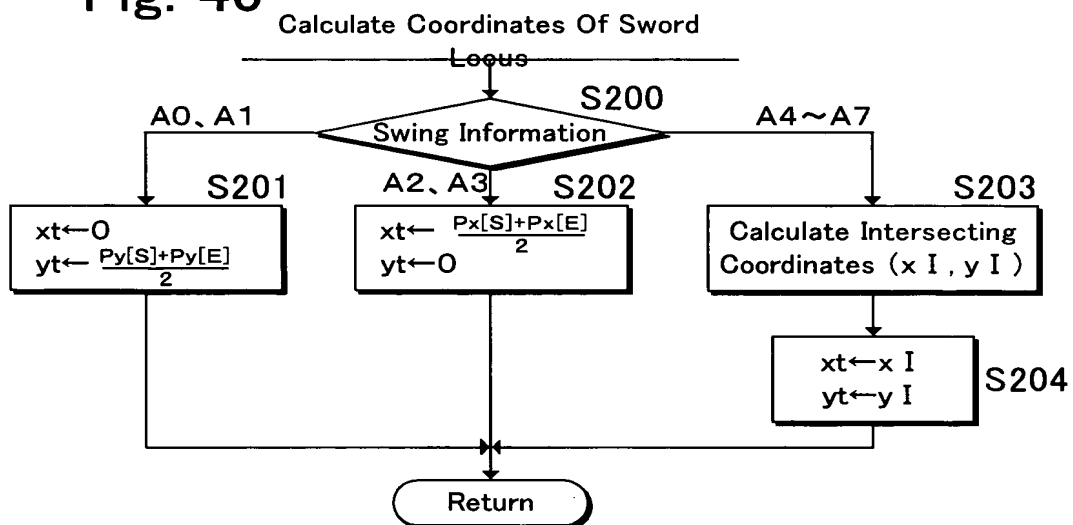 Calculate Coordinates Of Sword
Locus
S200
A0、A1
Swing Information
A4～A7
S201
A2、A3
S202
S203
xt←0
yt← Py[S]+Py[E]
2
xt← Px[S]+Px[E]
2
yt←0
Calculate Intersecting
Coordinates (x I , y I )
xt←x I
yt←y I
S204
Return